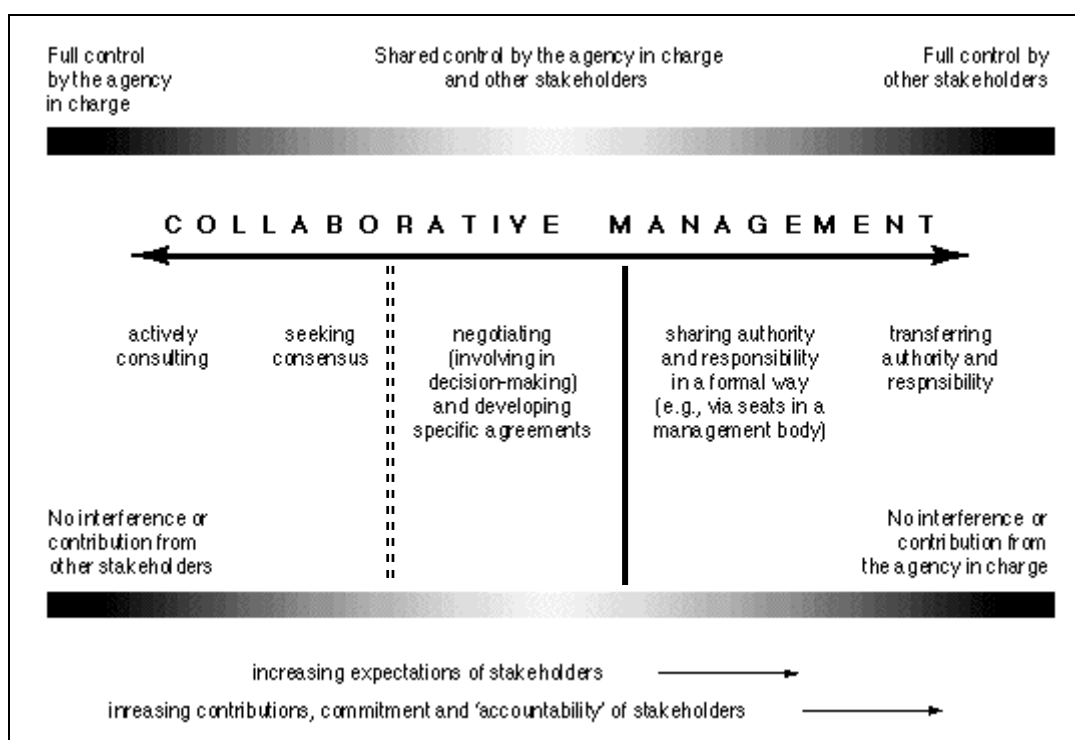 Full control
by the agency
in charge
Shared control by the agency in charge
and other stakeholders
Full control by
other stakeholders
COLLABORATIVE MANAGEMENT
actively
consulting
seeking
consensus
negotiating
(involving in
decision-making)
and developing
specific agreements
sharing authority
and responsibility
in a formal way
(e.g., via seats in a
management body)
transferring
authority and
respnsibility
No interference or
contribution from
other stakeholders
No interference or
contribution from
the agency in charge
increasing expectations of stakeholders
inreasing contributions, commitment and ‘accountability’ of stakeholders